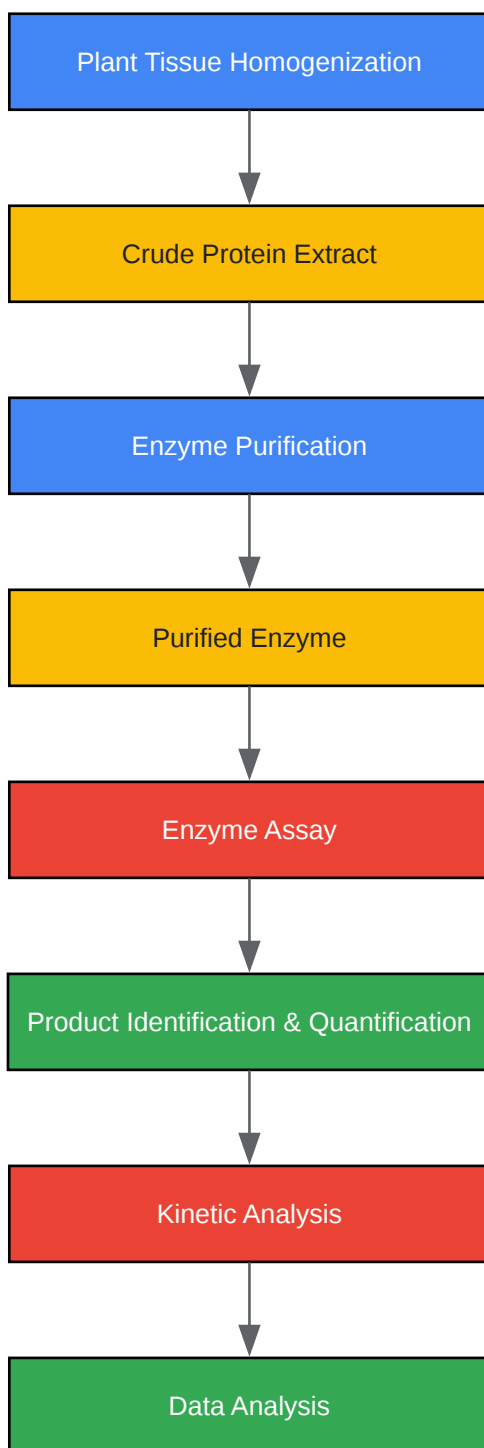 Plant Tissue Homogenization
Crude Protein Extract
Enzyme Purification
Purified Enzyme
Enzyme Assay
Product Identification & Quantification
Kinetic Analysis
Data Analysis